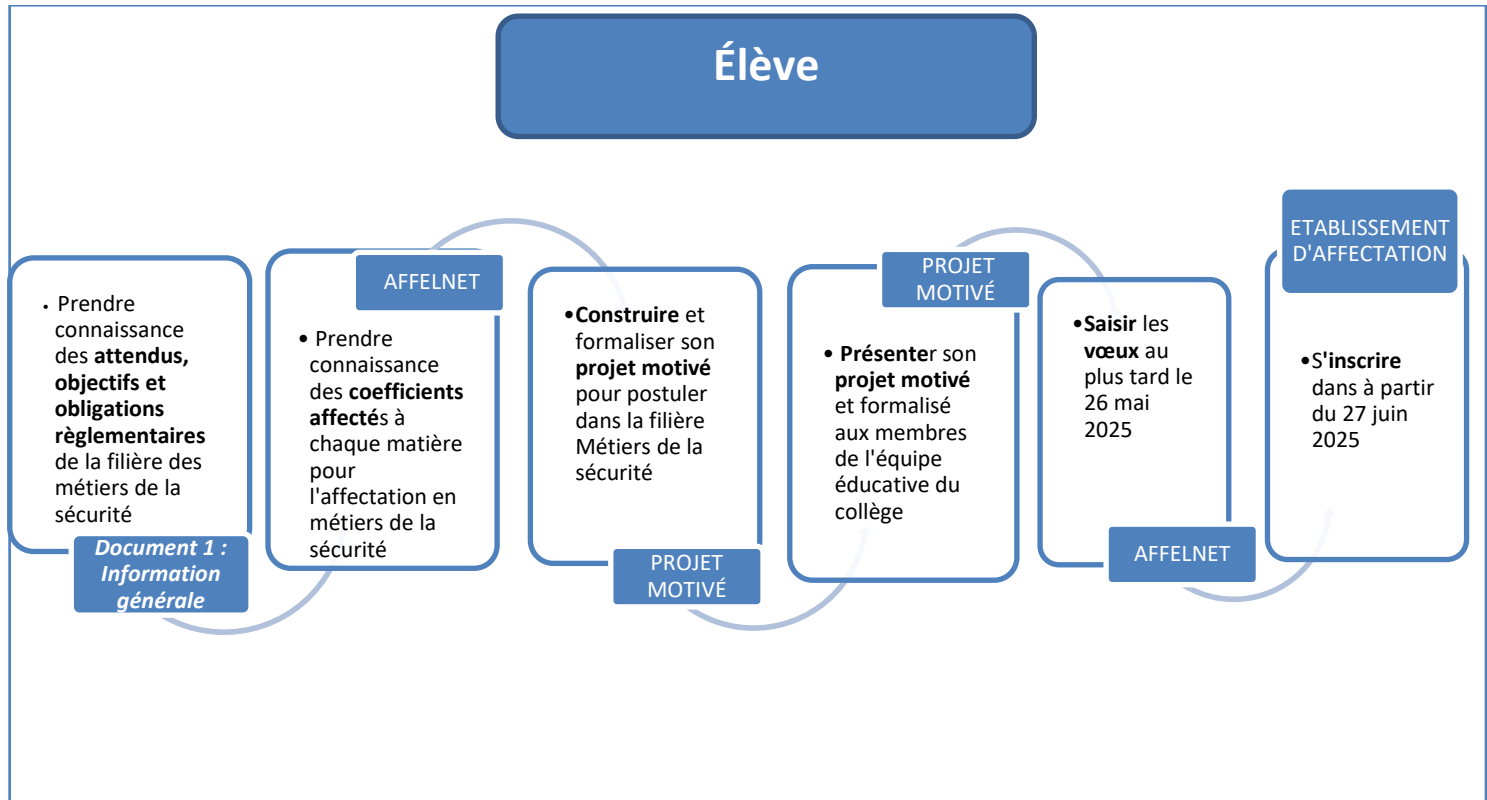 Élève
• Prendre
connaissance
des attendus,
objectifs et
obligations
règlementaires
de la filière des
métiers de la
sécurité
Document 1 :
Information
générale
AFFELNET
• Prendre
connaissance
des coefficients
affectés à
chaque matière
pour
l'affectation en
métiers de la
sécurité
•Construire et
formaliser son
projet motivé
pour postuler
dans la filière
Métiers de la
sécurité
PROJET
MOTIVÉ
PROJET
MOTIVÉ
• Présenter son
projet motivé
et formalisé
aux membres
de l'équipe
éducative du
collège
•Saisir les
vœux au
plus tard le
26 mai
2025
AFFELNET
ETABLISSEMENT
D'AFFECTATION
•S'inscrire
dans à partir
du 27 juin
2025